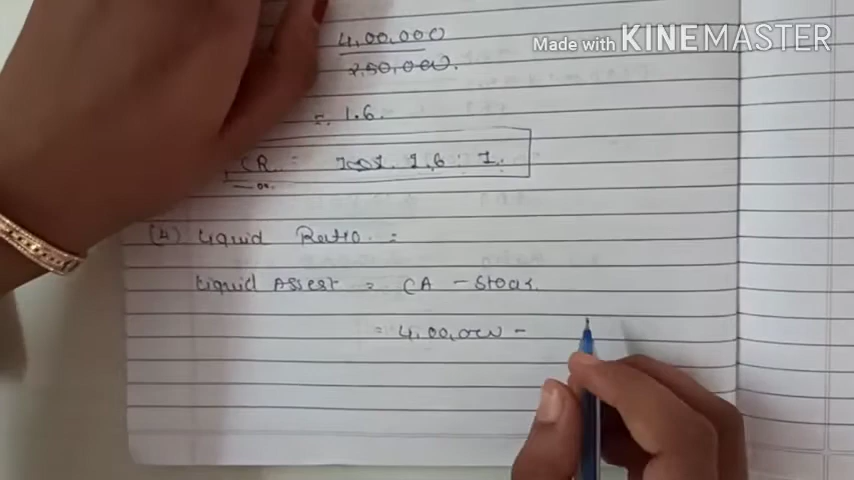 4,00,000
Made with KINEMASTER
2,50,000.
= 1.6.
CR = 1.6 : 1.
(4) Liquid Ratio =
Liquid Assest = CA - Stock.
= 4,00,000 -